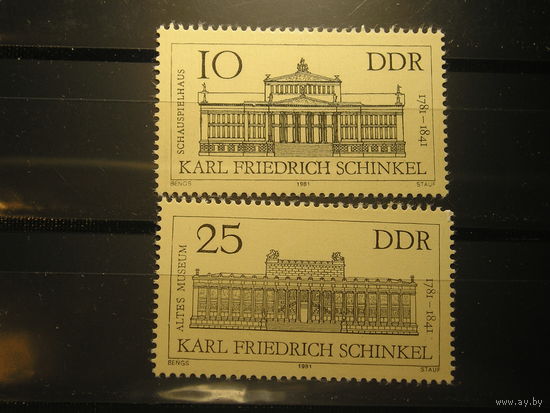 10 DDR
SCHAUSPIELHAUS
1781–1841
KARL FRIEDRICH SCHINKEL
BENGS 1981 STAUF
25 DDR
ALTES MUSEUM
1781–1841
KARL FRIEDRICH SCHINKEL
BENGS 1981 STAUF
www.ay.by